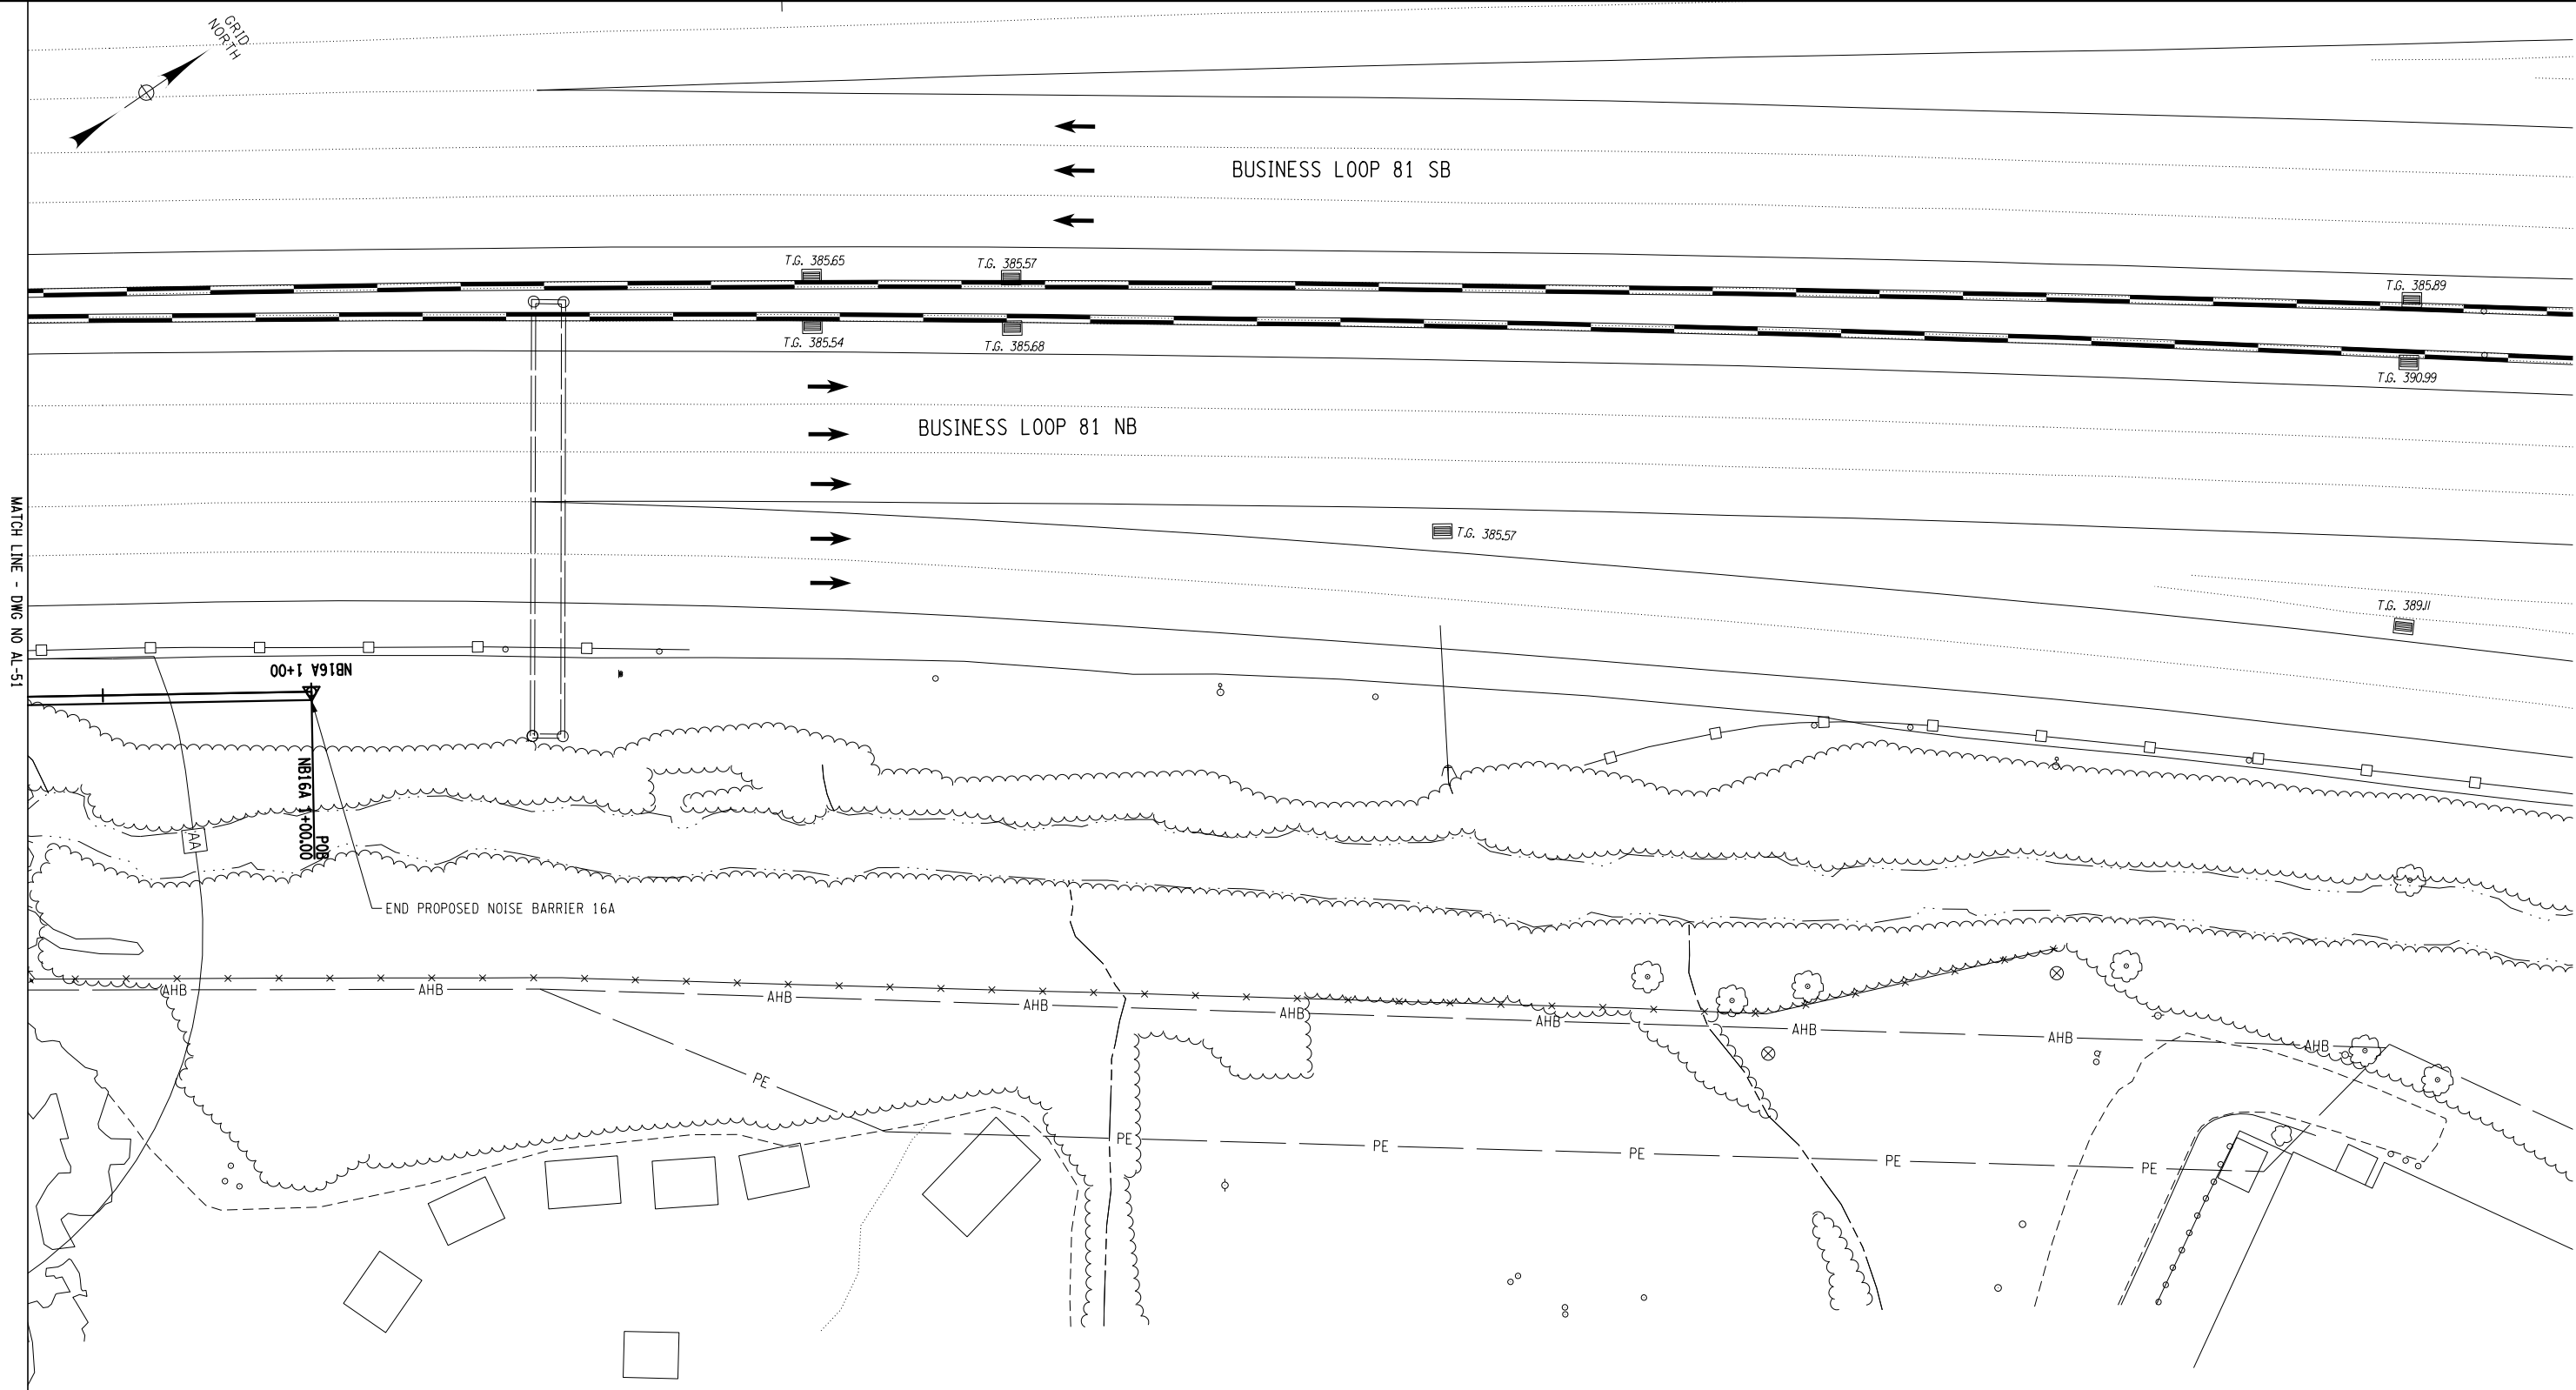 GRID
NORTH
BUSINESS LOOP 81 SB
T.G. 385.65
T.G. 385.57
T.G. 385.89
T.G. 385.54
T.G. 385.68
T.G. 390.99
BUSINESS LOOP 81 NB
T.G. 385.57
T.G. 389.11
MATCH LINE - DWG NO AL-51
NB16A 1+00
POB
NB16A 1+00.00
AA
END PROPOSED NOISE BARRIER 16A
AHB
AHB
AHB
AHB
AHB
AHB
AHB
AHB
AHB
PE
PE
PE
PE
PE
PE